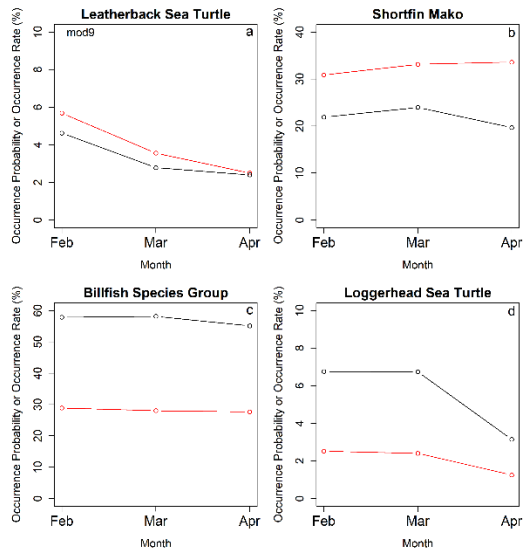 Leatherback Sea Turtle
Occurrence Probability or Occurrence Rate (%)
mod9
a
10
8
6
4
2
0
Feb Mar Apr
Month
Shortfin Mako
Occurrence Probability or Occurrence Rate (%)
b
40
30
20
10
0
Feb Mar Apr
Month
Billfish Species Group
Occurrence Probability or Occurrence Rate (%)
c
60
50
40
30
20
10
0
Feb Mar Apr
Month
Loggerhead Sea Turtle
Occurrence Probability or Occurrence Rate (%)
d
10
8
6
4
2
0
Feb Mar Apr
Month